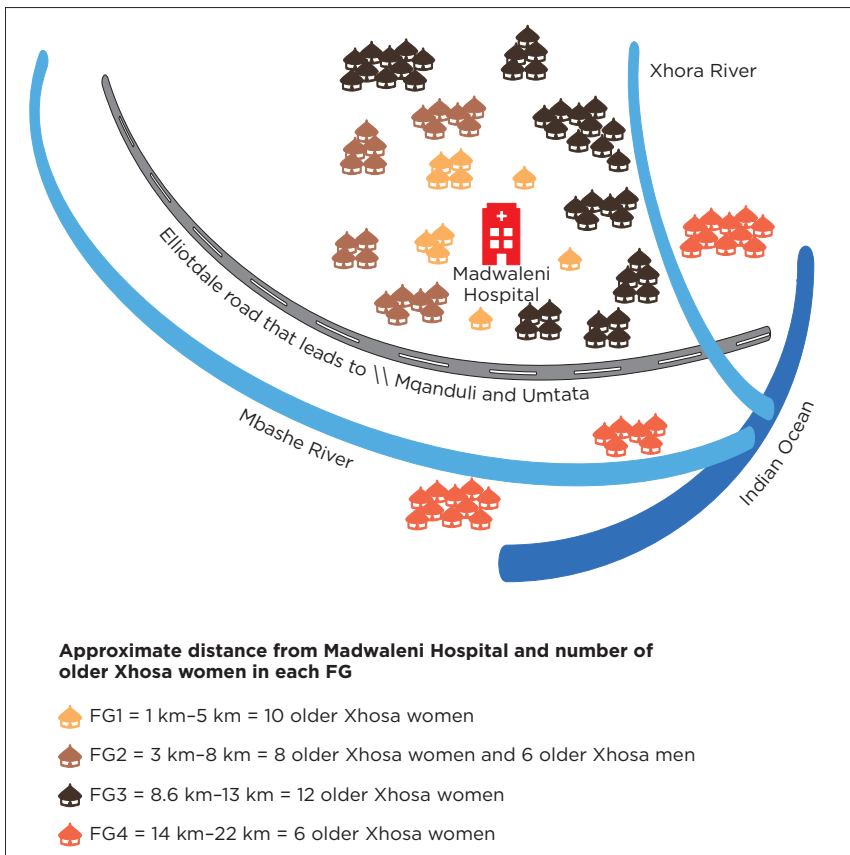 Xhora River
Madwaleni
Hospital
Elliotdale road that leads to \\ Mqanduli and Umtata
Mbashe River
Indian Ocean
Approximate distance from Madwaleni Hospital and number of
older Xhosa women in each FG
FG1 = 1 km–5 km = 10 older Xhosa women
FG2 = 3 km–8 km = 8 older Xhosa women and 6 older Xhosa men
FG3 = 8.6 km–13 km = 12 older Xhosa women
FG4 = 14 km–22 km = 6 older Xhosa women